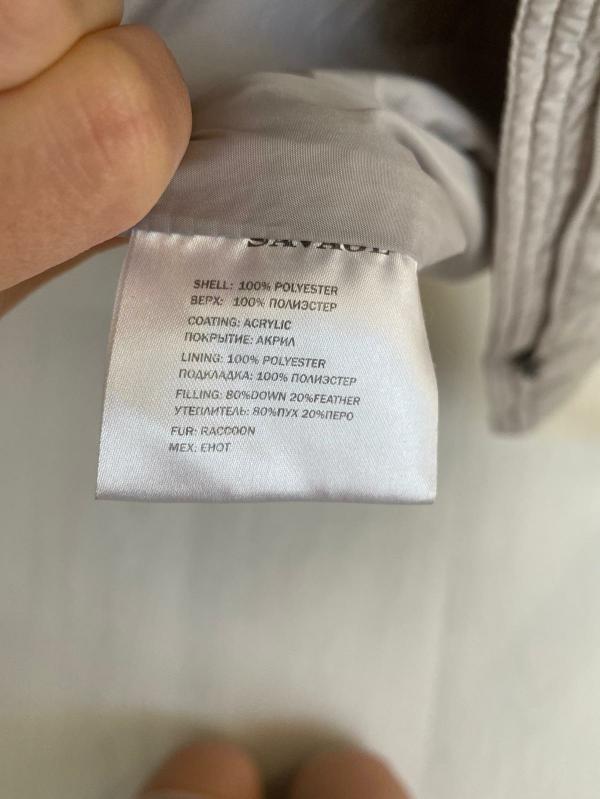 SAVAGE
SHELL: 100% POLYESTER
ВЕРХ: 100% ПОЛИЭСТЕР
COATING: ACRYLIC
ПОКРЫТИЕ: АКРИЛ
LINING: 100% POLYESTER
ПОДКЛАДКА: 100% ПОЛИЭСТЕР
FILLING: 80%DOWN 20%FEATHER
УТЕПЛИТЕЛЬ: 80%ПУХ 20%ПЕРО
FUR: RACCOON
МЕХ: ЕНОТ